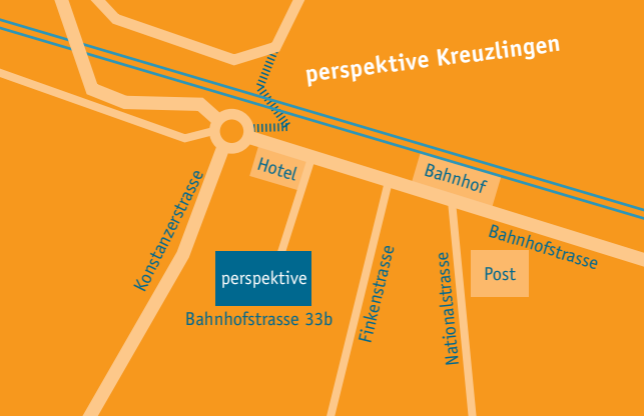 perspektive Kreuzlingen
Hotel
Bahnhof
Konstanzerstrasse
Bahnhofstrasse
perspektive
Bahnhofstrasse 33b
Finkenstrasse
Nationalstrasse
Post